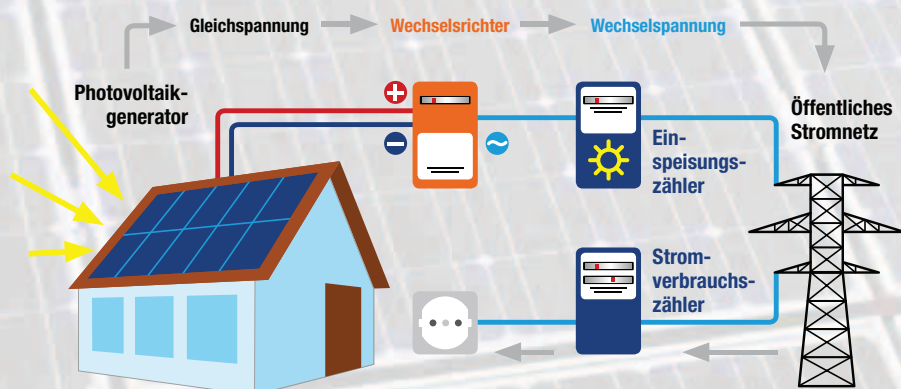 Gleichspannung
Wechselsrichter
Wechselspannung
Photovoltaik-
generator
Öffentliches
Stromnetz
Ein-
speisungs-
zähler
Strom-
verbrauchs-
zähler